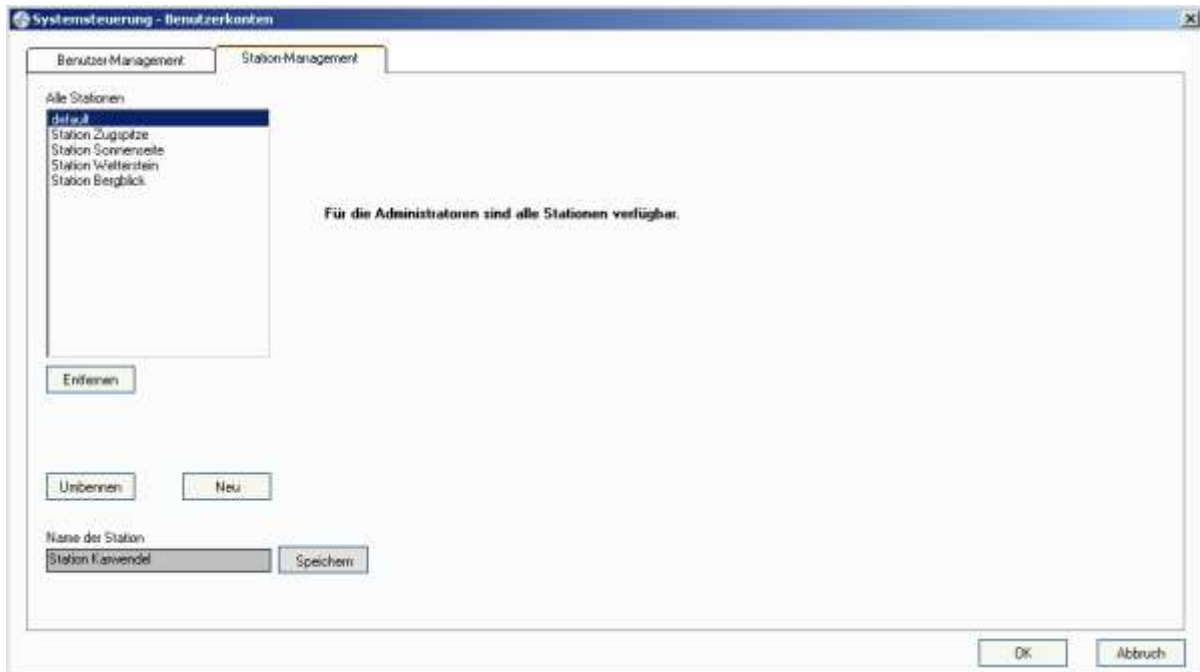 Systemsteuerung - Benutzerkonten
Benutzer-Management
Station-Management
Alle Stationen
default
Station Zugspitze
Station Sonnenseite
Station Wetterstein
Station Bergblick
Für die Administratoren sind alle Stationen verfügbar.
Entfernen
Umbennen
Neu
Name der Station
Station Karwendel
Speichern
OK
Abbruch